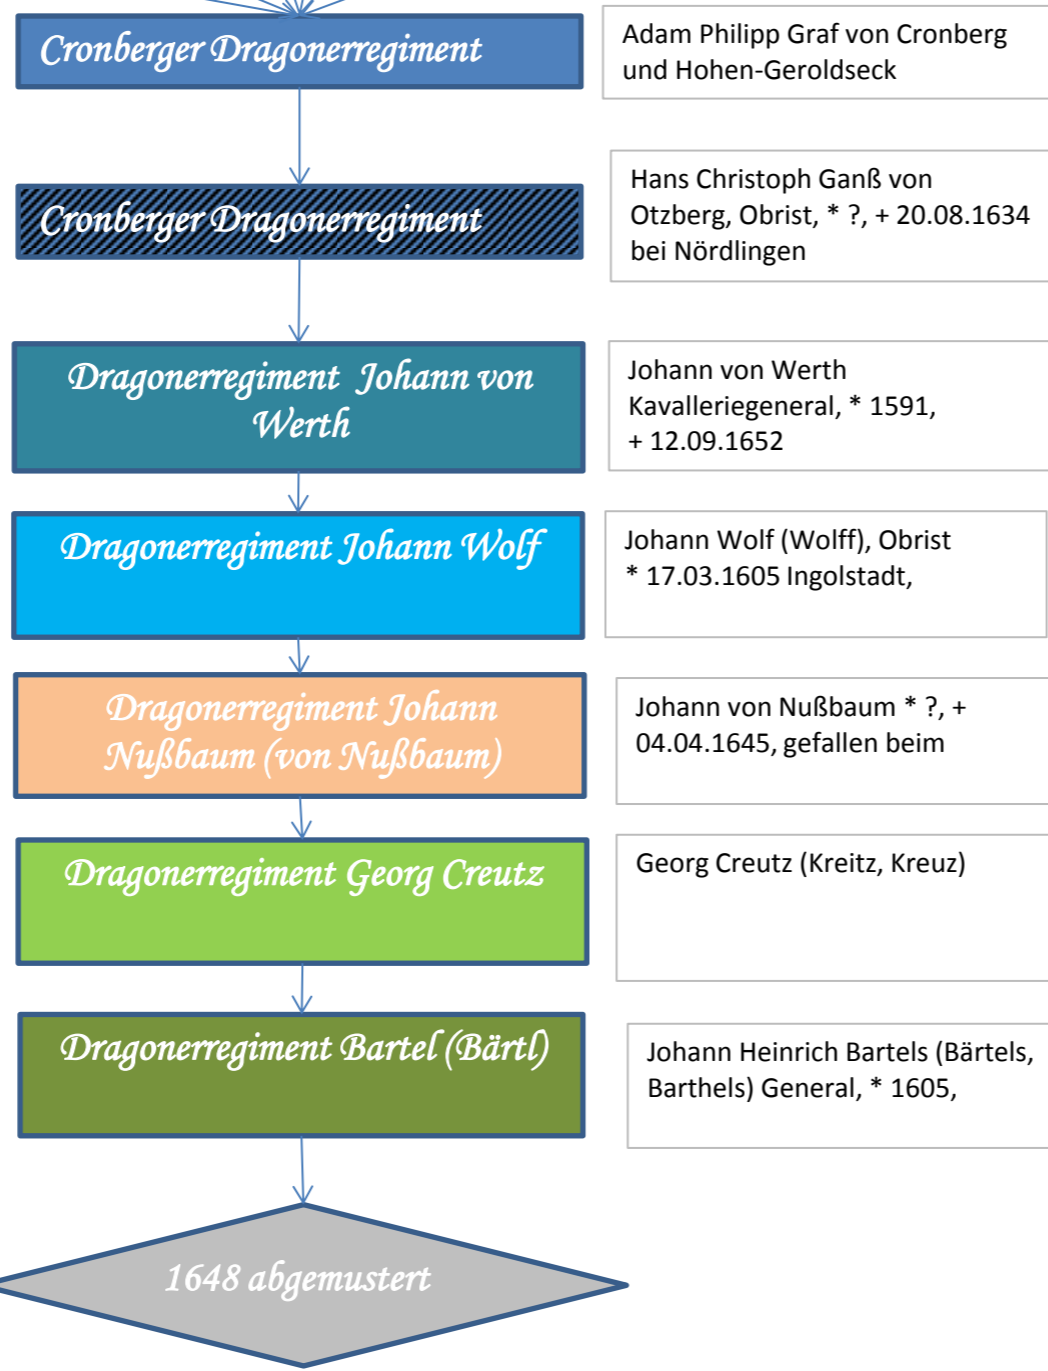 Cronberger Dragonerregiment
Adam Philipp Graf von Cronberg
und Hohen-Geroldseck
Cronberger Dragonerregiment
Hans Christoph Ganß von
Otzberg, Obrist, * ?, + 20.08.1634
bei Nördlingen
Dragonerregiment Johann von
Werth
Johann von Werth
Kavalleriegeneral, * 1591,
+ 12.09.1652
Dragonerregiment Johann Wolf
Johann Wolf (Wolff), Obrist
* 17.03.1605 Ingolstadt,
Dragonerregiment Johann
Nußbaum (von Nußbaum)
Johann von Nußbaum * ?, +
04.04.1645, gefallen beim
Dragonerregiment Georg Creutz
Georg Creutz (Kreitz, Kreuz)
Dragonerregiment Bartel (Bärtl)
Johann Heinrich Bartels (Bärtels,
Barthels) General, * 1605,
1648 abgemustert